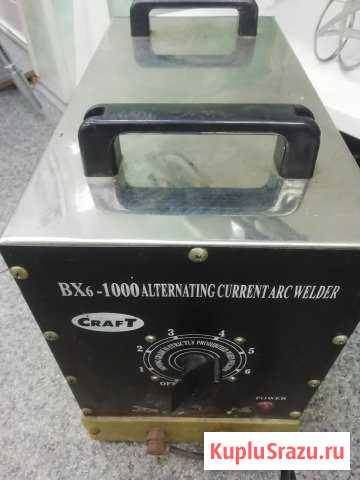 BX6-1000 ALTERNATING CURRENT ARC WELDER
CRAFT
1 2 3 4 5 6
OFF
POWER
KupluSrazu.ru